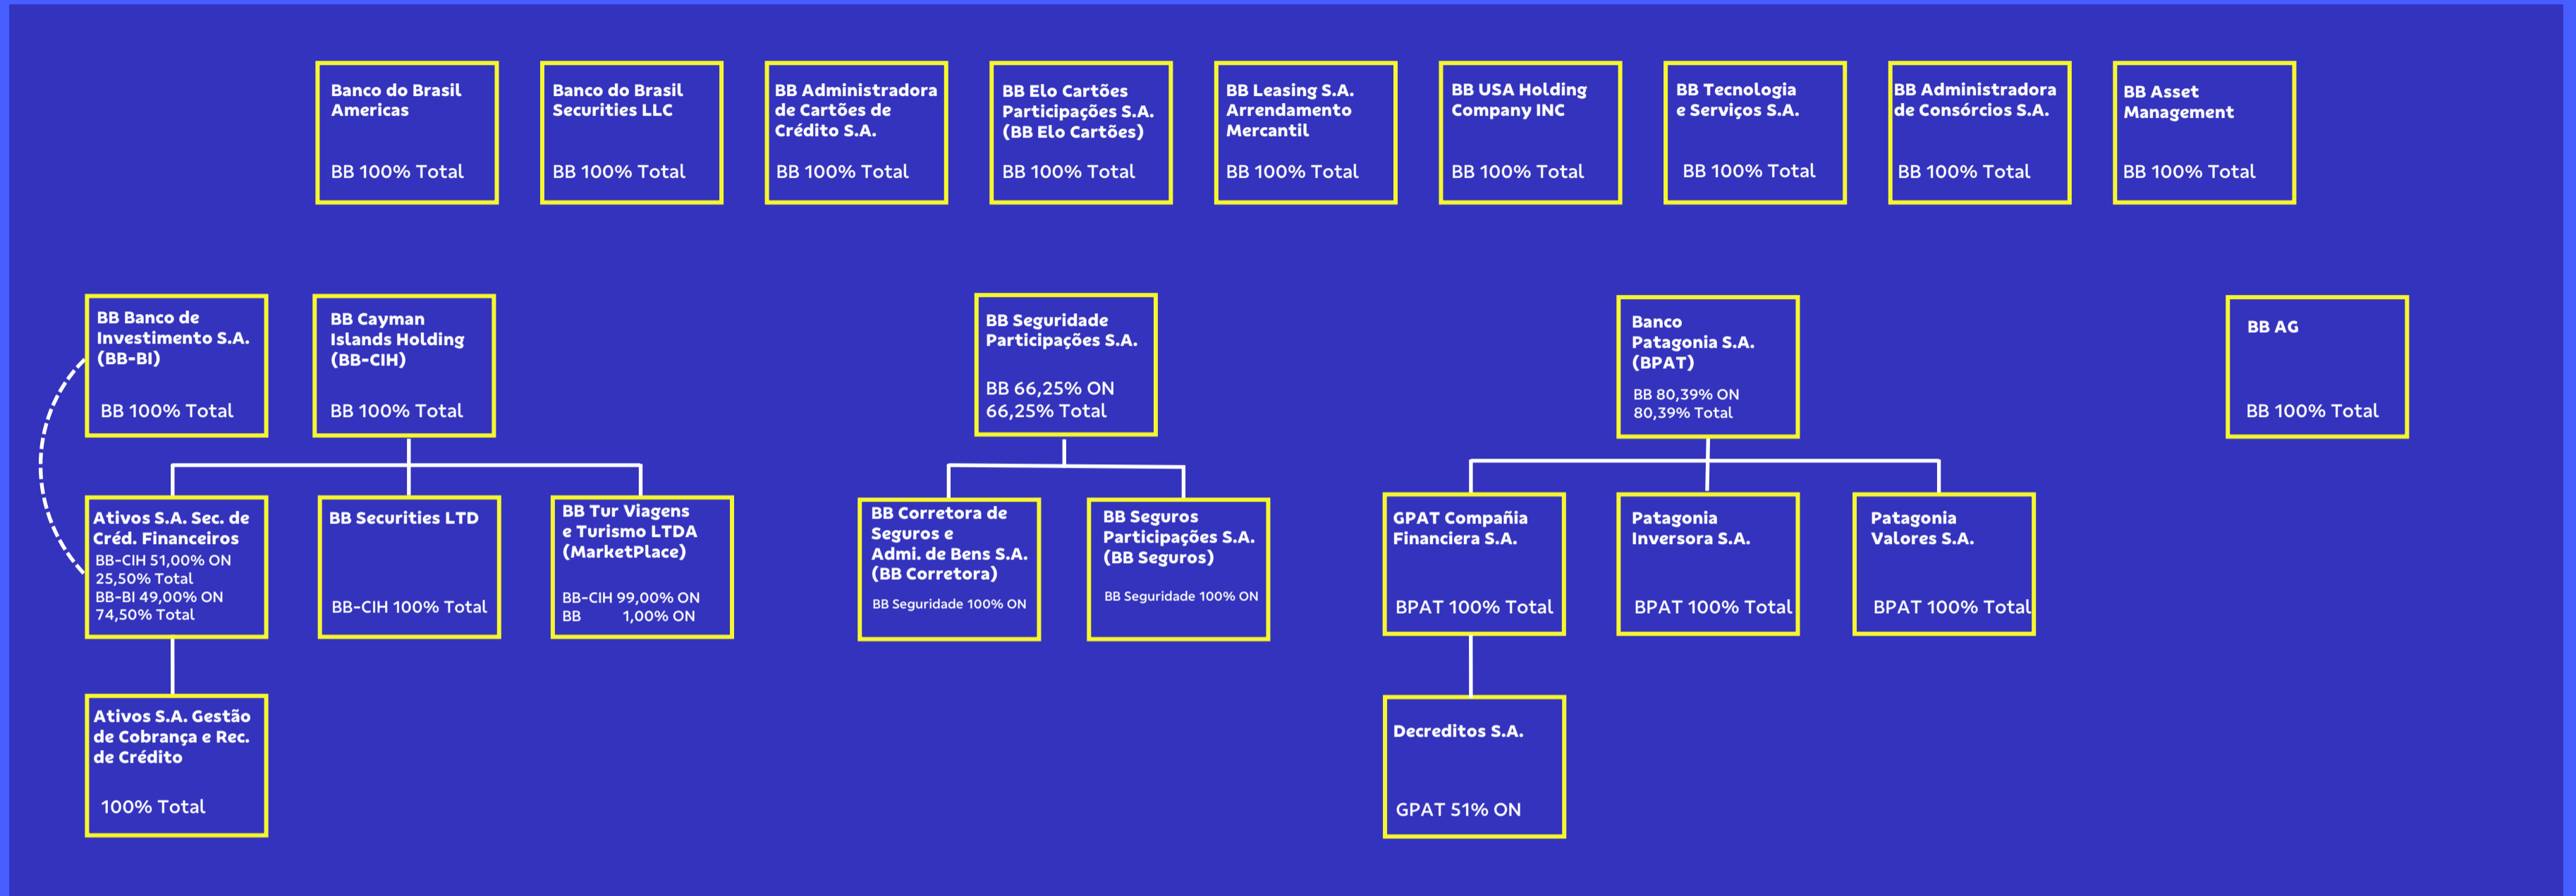 Banco do Brasil
Americas
BB 100% Total
Banco do Brasil
Securities LLC
BB 100% Total
BB Administradora
de Cartões de
Crédito S.A.
BB 100% Total
BB Elo Cartões
Participações S.A.
(BB Elo Cartões)
BB 100% Total
BB Leasing S.A.
Arrendamento
Mercantil
BB 100% Total
BB USA Holding
Company INC
BB 100% Total
BB Tecnologia
e Serviços S.A.
BB 100% Total
BB Administradora
de Consórcios S.A.
BB 100% Total
BB Asset
Management
BB 100% Total
BB Banco de
Investimento S.A.
(BB-BI)
BB 100% Total
BB Cayman
Islands Holding
(BB-CIH)
BB 100% Total
BB Seguridade
Participações S.A.
BB 66,25% ON
66,25% Total
Banco
Patagonia S.A.
(BPAT)
BB 80,39% ON
80,39% Total
BB AG
BB 100% Total
Ativos S.A. Sec. de
Créd. Financeiros
BB-CIH 51,00% ON
25,50% Total
BB-BI 49,00% ON
74,50% Total
BB Securities LTD
BB-CIH 100% Total
BB Tur Viagens
e Turismo LTDA
(MarketPlace)
BB-CIH 99,00% ON
BB 1,00% ON
BB Corretora de
Seguros e
Admi. de Bens S.A.
(BB Corretora)
BB Seguridade 100% ON
BB Seguros
Participações S.A.
(BB Seguros)
BB Seguridade 100% ON
GPAT Compañia
Financiera S.A.
BPAT 100% Total
Patagonia
Inversora S.A.
BPAT 100% Total
Patagonia
Valores S.A.
BPAT 100% Total
Ativos S.A. Gestão
de Cobrança e Rec.
de Crédito
100% Total
Decreditos S.A.
GPAT 51% ON